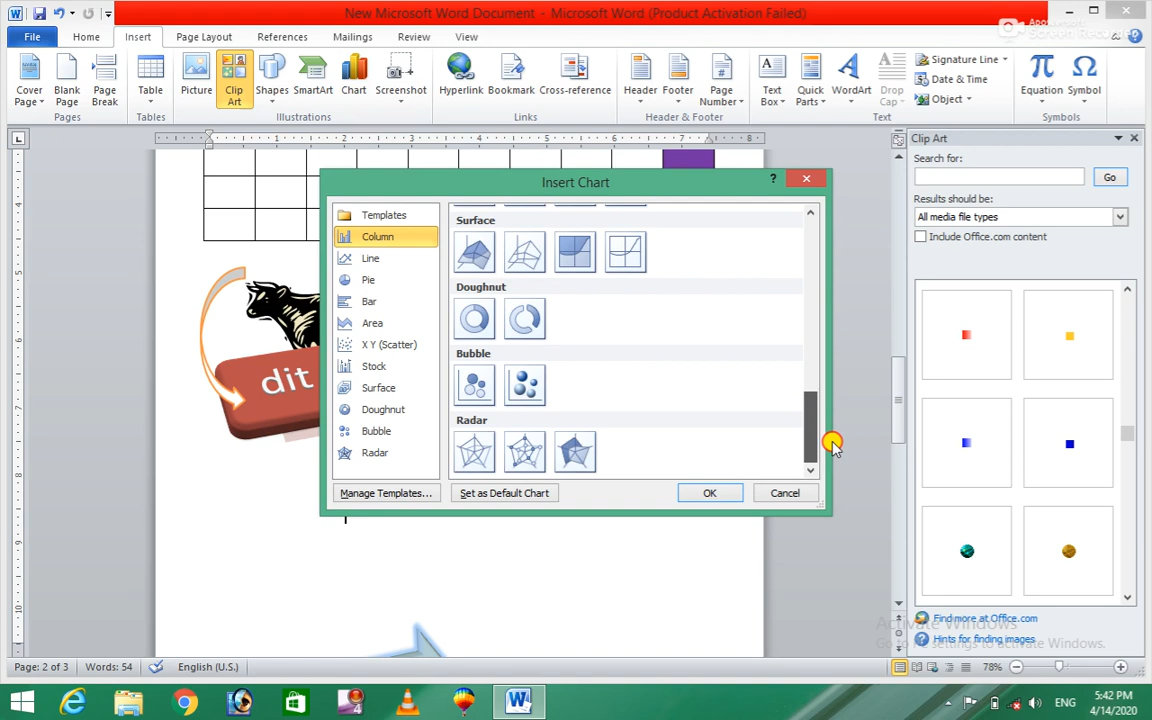 New Microsoft Word Document - Microsoft Word (Product Activation Failed)
File Home Insert Page Layout References Mailings Review View
Cover Page
Blank Page
Page Break
Table
Picture
Clip Art
Shapes
SmartArt
Chart
Screenshot
Hyperlink
Bookmark
Cross-reference
Header
Footer
Page Number
Text Box
Quick Parts
WordArt
Drop Cap
Signature Line
Date & Time
Object
Equation
Symbol
Pages Tables Illustrations Links Header & Footer Text Symbols
Apowersoft
Screen Recorder
Insert Chart
Templates
Column
Line
Pie
Bar
Area
X Y (Scatter)
Stock
Surface
Doughnut
Bubble
Radar
Surface
Doughnut
Bubble
Radar
Manage Templates...
Set as Default Chart
OK
Cancel
dit
Clip Art
Search for:
Go
Results should be:
All media file types
Include Office.com content
Find more at Office.com
Hints for finding images
Activate Windows
Go to PC settings to activate Windows.
Page: 2 of 3
Words: 54
English (U.S.)
78%
ENG
5:42 PM
4/14/2020